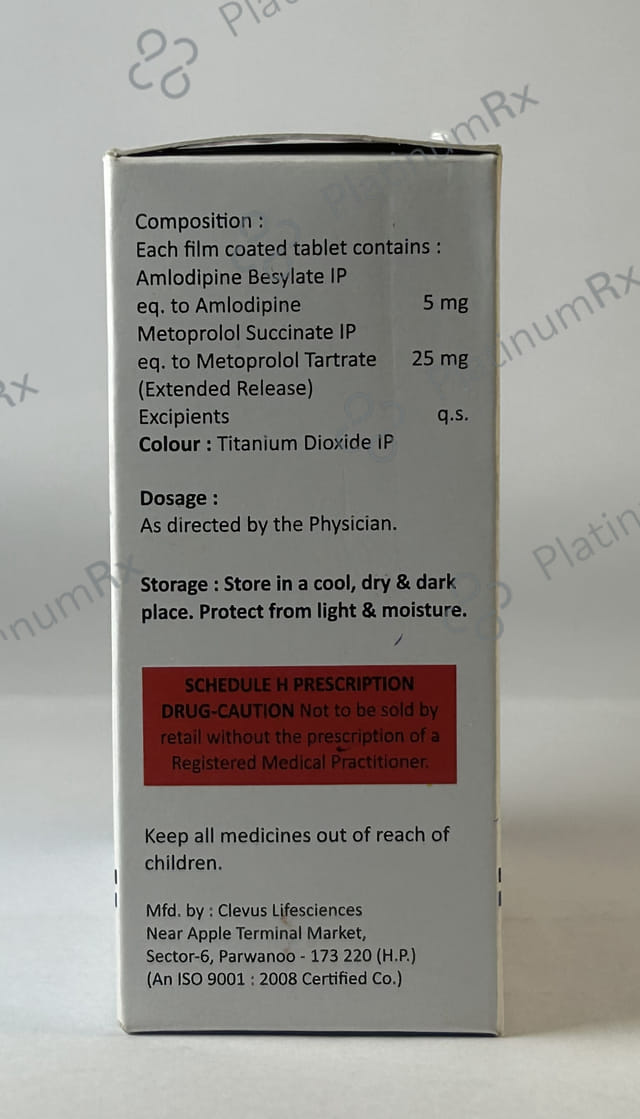 Composition :
Each film coated tablet contains :
Amlodipine Besylate IP
eq. to Amlodipine 5 mg
Metoprolol Succinate IP
eq. to Metoprolol Tartrate 25 mg
(Extended Release)
Excipients q.s.
Colour : Titanium Dioxide IP
Dosage :
As directed by the Physician.
Storage : Store in a cool, dry & dark
place. Protect from light & moisture.
SCHEDULE H PRESCRIPTION
DRUG-CAUTION Not to be sold by
retail without the prescription of a
Registered Medical Practitioner.
Keep all medicines out of reach of
children.
Mfd. by : Clevus Lifesciences
Near Apple Terminal Market,
Sector-6, Parwanoo - 173 220 (H.P.)
(An ISO 9001 : 2008 Certified Co.)
PlatinumRx